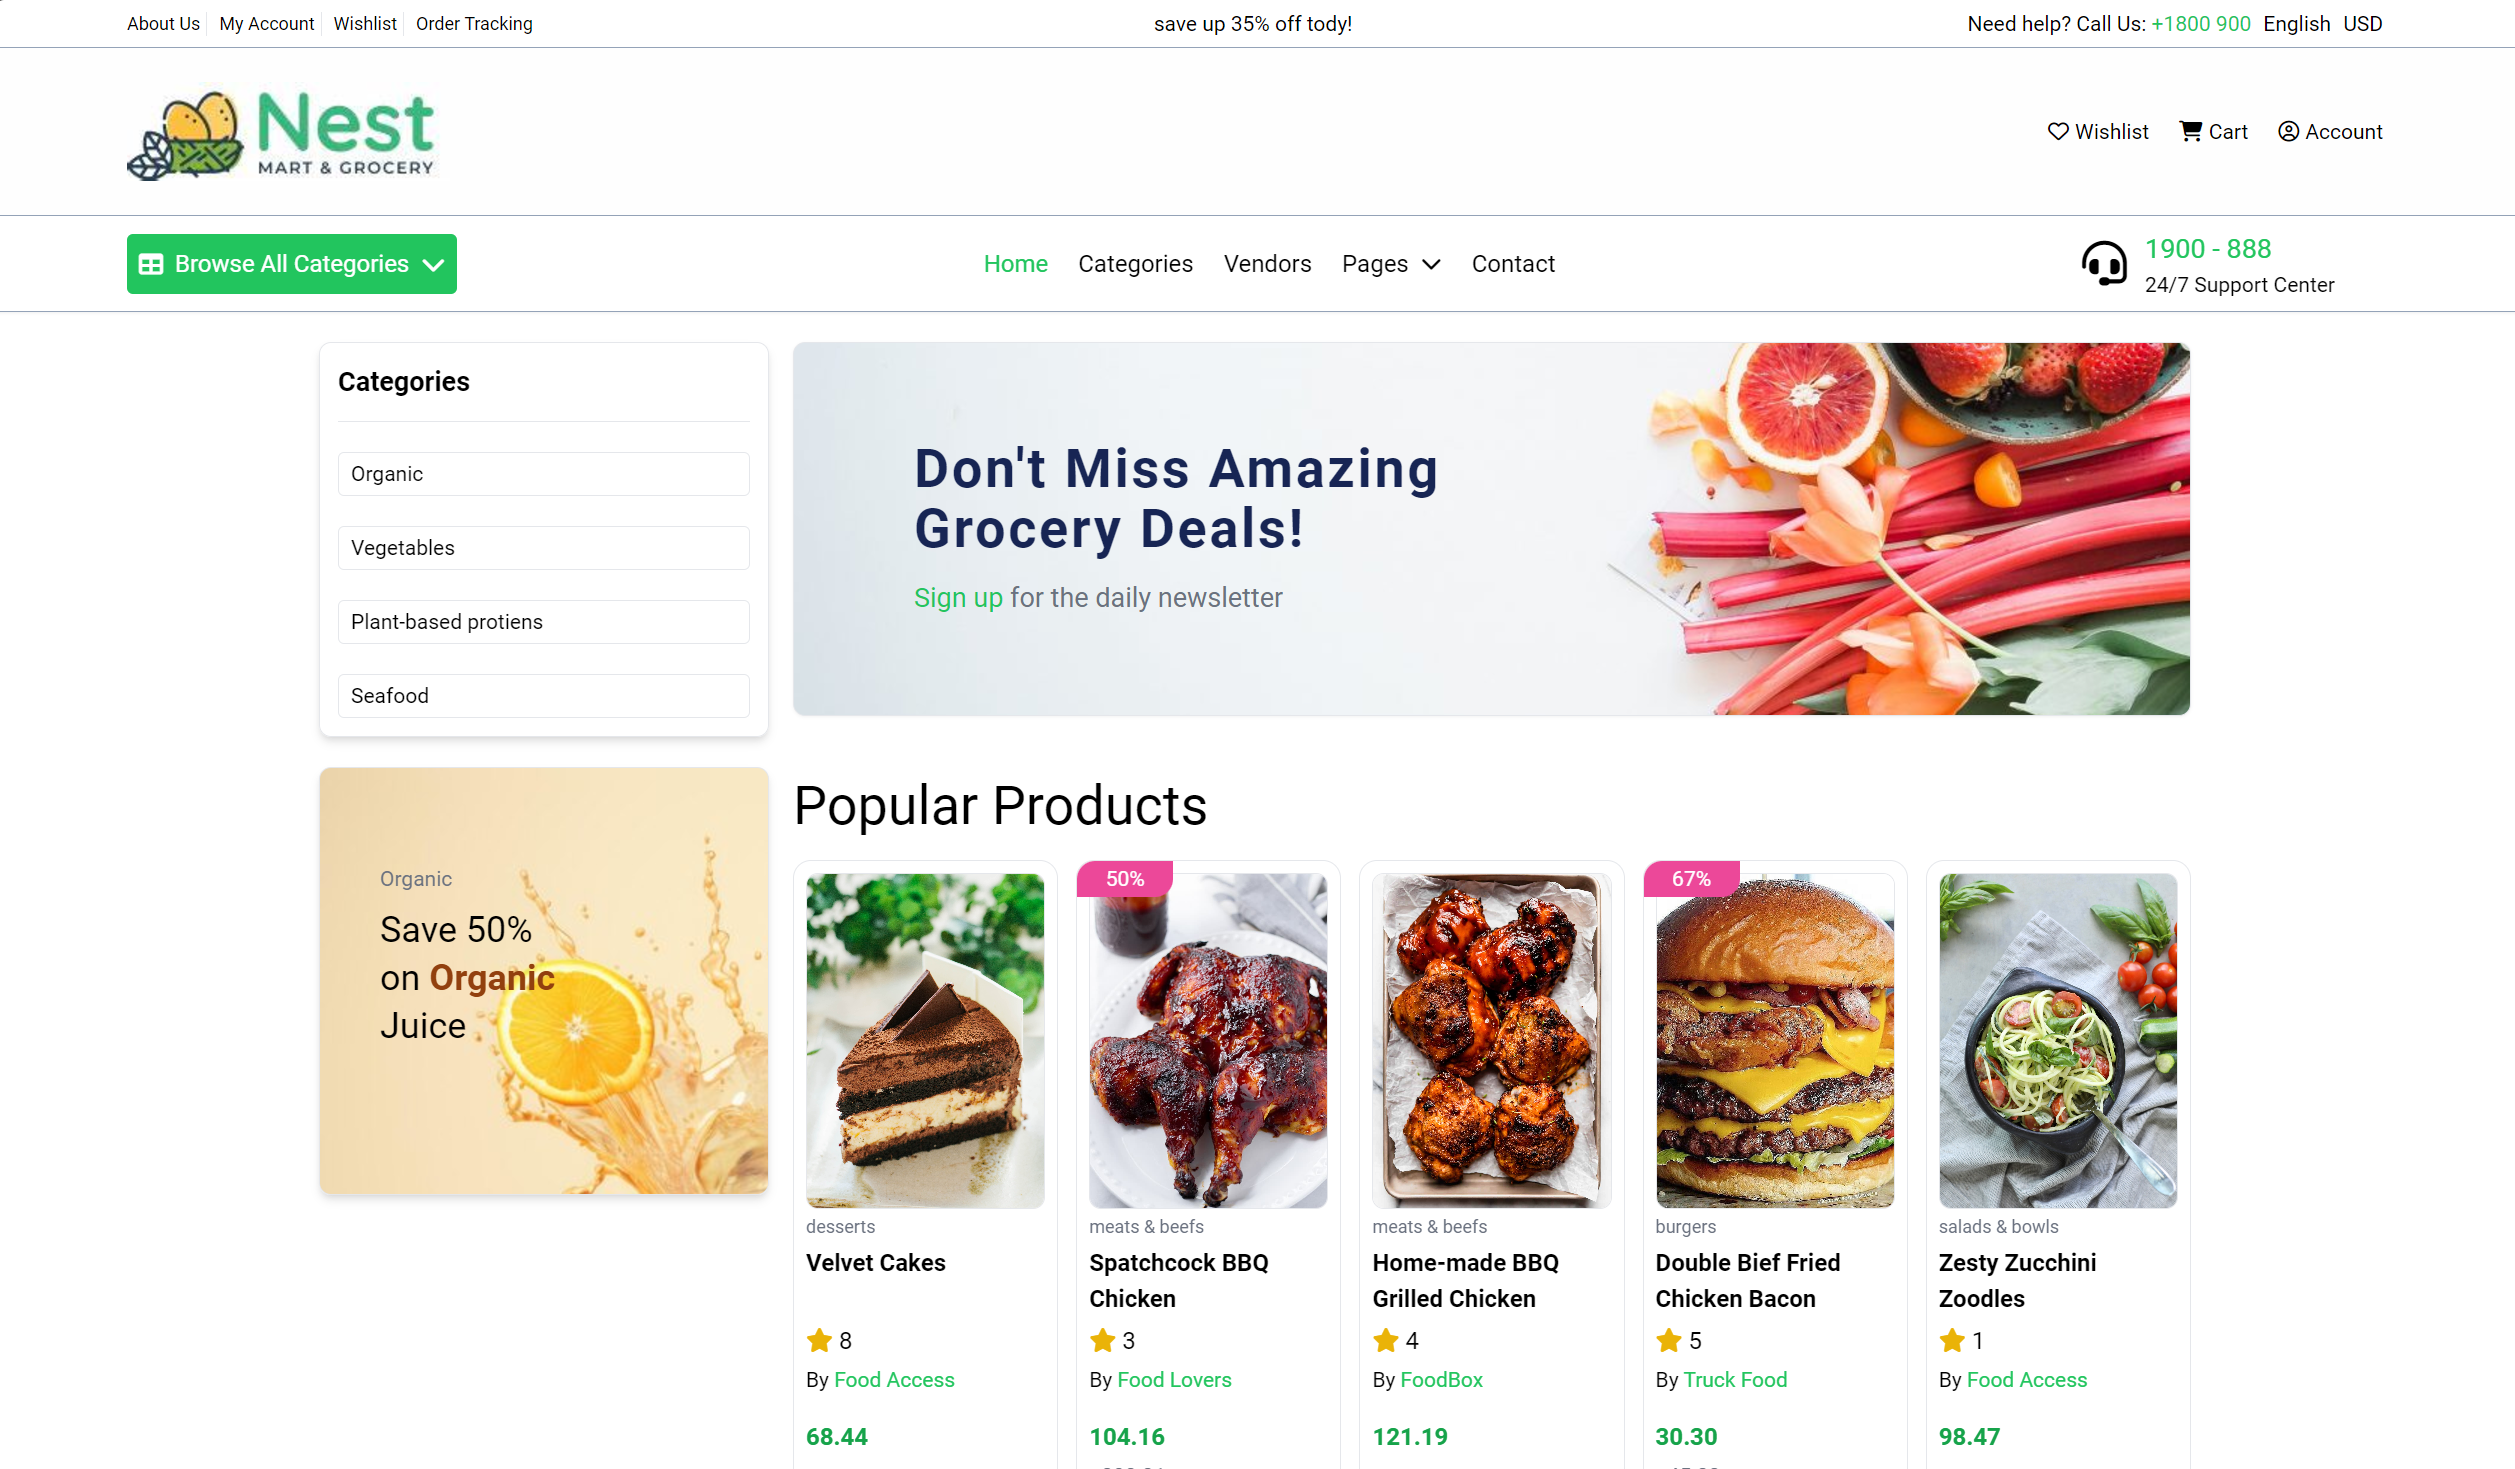 About Us My Account Wishlist Order Tracking
save up 35% off tody!
Need help? Call Us: +1800 900 English USD
Nest
MART & GROCERY
Wishlist Cart Account
Browse All Categories
Home Categories Vendors Pages Contact
1900 - 888
24/7 Support Center
Categories
Organic
Vegetables
Plant-based protiens
Seafood
Don't Miss Amazing
Grocery Deals!
Sign up for the daily newsletter
Organic
Save 50%
on Organic
Juice
Popular Products
desserts
Velvet Cakes
8
By Food Access
68.44
50%
meats & beefs
Spatchcock BBQ
Chicken
3
By Food Lovers
104.16
meats & beefs
Home-made BBQ
Grilled Chicken
4
By FoodBox
121.19
67%
burgers
Double Bief Fried
Chicken Bacon
5
By Truck Food
30.30
salads & bowls
Zesty Zucchini
Zoodles
1
By Food Access
98.47